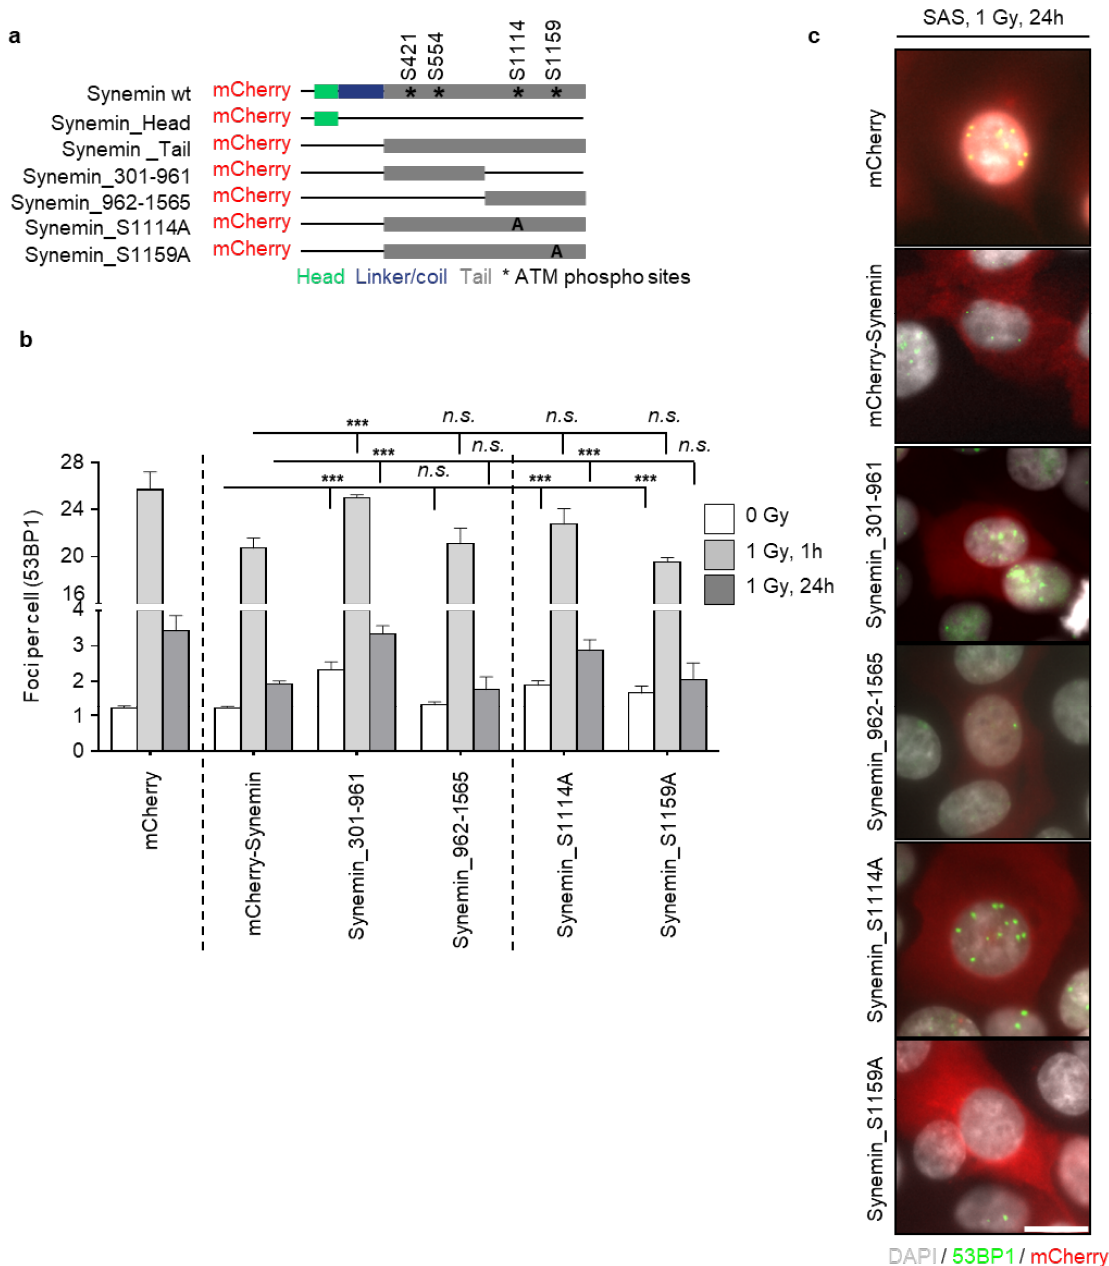 a
S421 S554 S1114 S1159
Synemin wt mCherry * * * *
Synemin_Head mCherry
Synemin _Tail mCherry
Synemin_301-961 mCherry
Synemin_962-1565 mCherry
Synemin_S1114A mCherry A
Synemin_S1159A mCherry A
Head Linker/coil Tail * ATM phospho sites
b
*** n.s. n.s. n.s.
*** n.s. *** n.s.
*** n.s. *** ***
Foci per cell (53BP1)
28
24
20
16
4
3
2
1
0
0 Gy
1 Gy, 1h
1 Gy, 24h
mCherry
mCherry-Synemin
Synemin_301-961
Synemin_962-1565
Synemin_S1114A
Synemin_S1159A
c
SAS, 1 Gy, 24h
mCherry
mCherry-Synemin
Synemin_301-961
Synemin_962-1565
Synemin_S1114A
Synemin_S1159A
DAPI / 53BP1 / mCherry